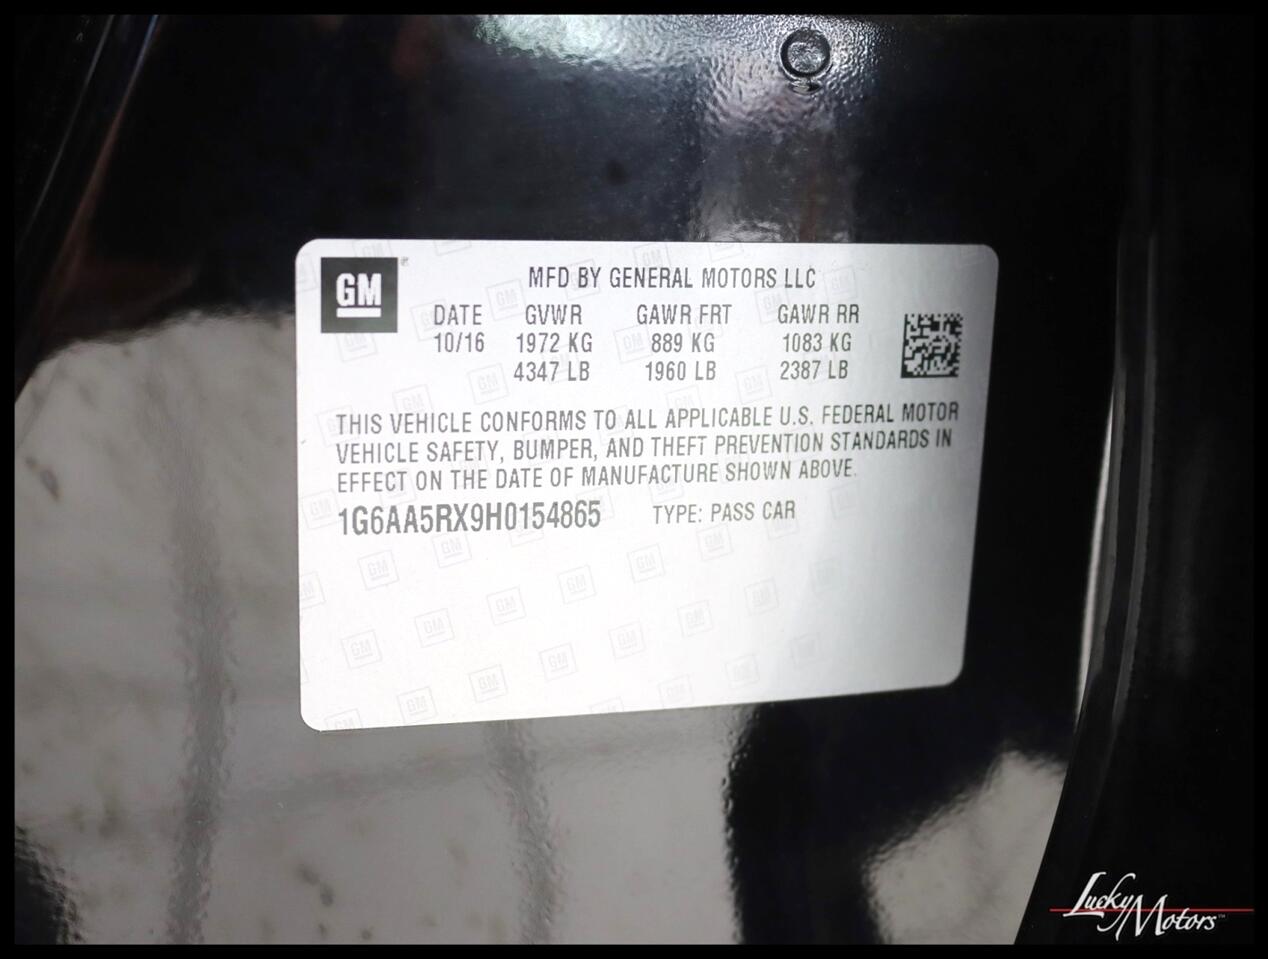 GM
MFD BY GENERAL MOTORS LLC
DATE GVWR GAWR FRT GAWR RR
10/16 1972 KG 889 KG 1083 KG
4347 LB 1960 LB 2387 LB
THIS VEHICLE CONFORMS TO ALL APPLICABLE U.S. FEDERAL MOTOR
VEHICLE SAFETY, BUMPER, AND THEFT PREVENTION STANDARDS IN
EFFECT ON THE DATE OF MANUFACTURE SHOWN ABOVE.
1G6AA5RX9H0154865 TYPE: PASS CAR
Lucky Motors™